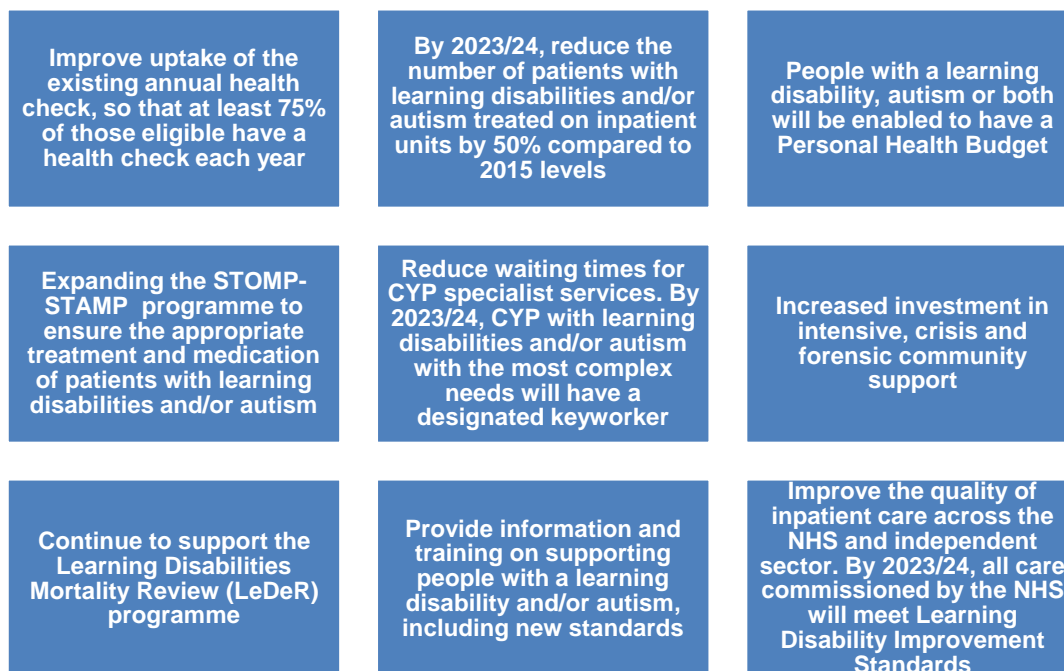 Improve uptake of the
existing annual health
check, so that at least 75%
of those eligible have a
health check each year
By 2023/24, reduce the
number of patients with
learning disabilities and/or
autism treated on inpatient
units by 50% compared to
2015 levels
People with a learning
disability, autism or both
will be enabled to have a
Personal Health Budget
Expanding the STOMP-
STAMP programme to
ensure the appropriate
treatment and medication
of patients with learning
disabilities and/or autism
Reduce waiting times for
CYP specialist services. By
2023/24, CYP with learning
disabilities and/or autism
with the most complex
needs will have a
designated keyworker
Increased investment in
intensive, crisis and
forensic community
support
Continue to support the
Learning Disabilities
Mortality Review (LeDeR)
programme
Provide information and
training on supporting
people with a learning
disability and/or autism,
including new standards
Improve the quality of
inpatient care across the
NHS and independent
sector. By 2023/24, all care
commissioned by the NHS
will meet Learning
Disability Improvement
Standards